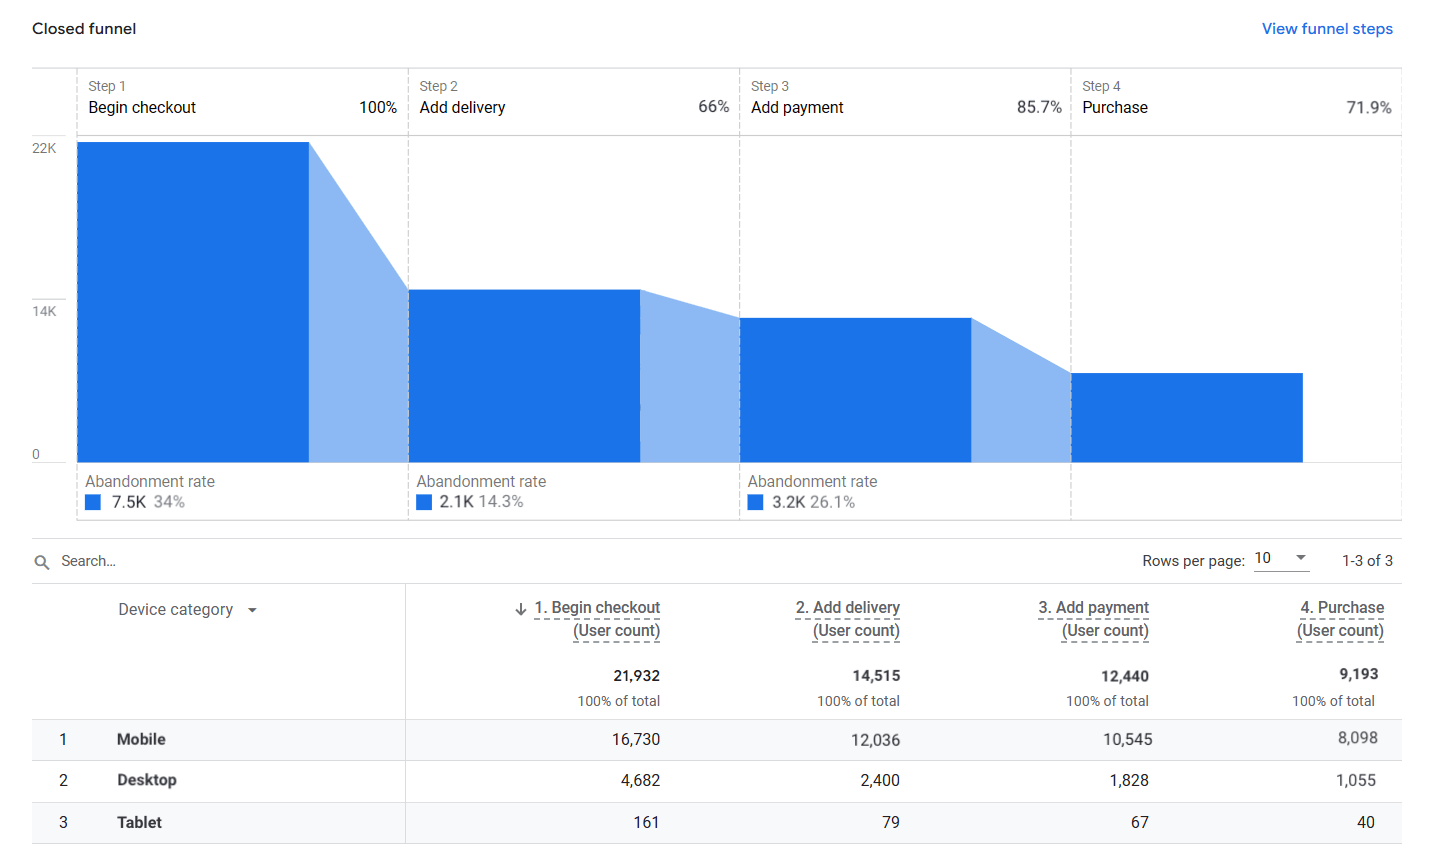 Closed funnel
View funnel steps
Step 1
Begin checkout 100%
Step 2
Add delivery 66%
Step 3
Add payment 85.7%
Step 4
Purchase 71.9%
22K
14K
0
Abandonment rate
7.5K 34%
Abandonment rate
2.1K 14.3%
Abandonment rate
3.2K 26.1%
Search...
Rows per page: 10 1-3 of 3
Device category
1. Begin checkout
(User count)
2. Add delivery
(User count)
3. Add payment
(User count)
4. Purchase
(User count)
21,932 14,515 12,440 9,193
100% of total 100% of total 100% of total 100% of total
1 Mobile 16,730 12,036 10,545 8,098
2 Desktop 4,682 2,400 1,828 1,055
3 Tablet 161 79 67 40